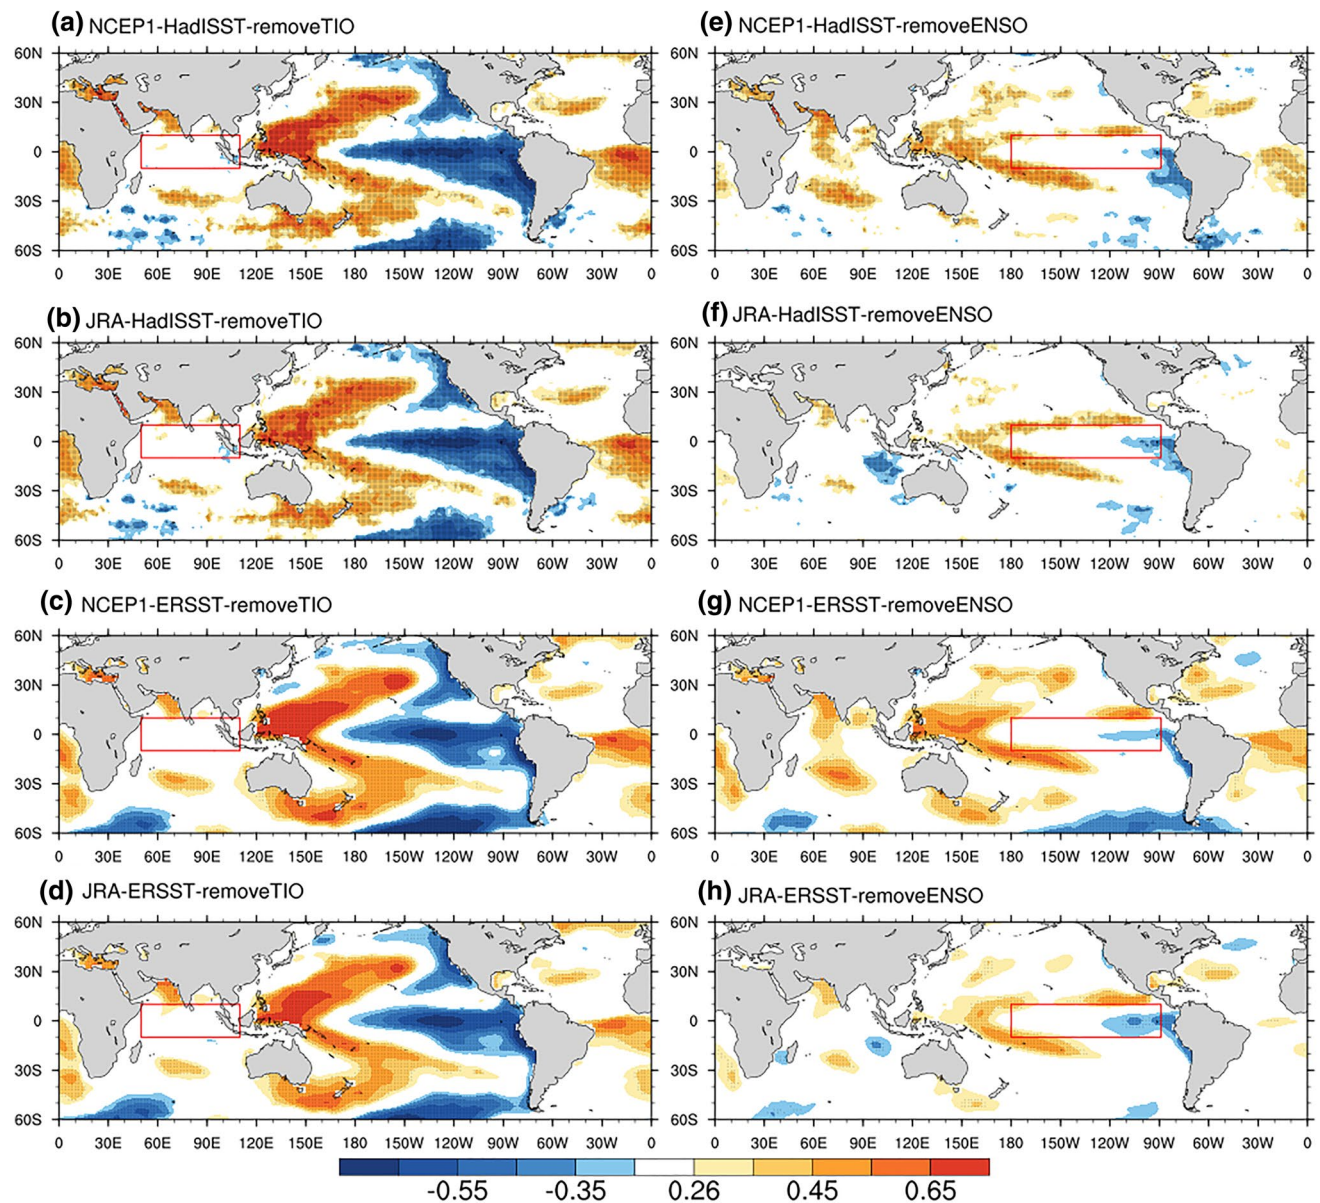 (a) NCEP1-HadISST-removeTIO
60N
30N
0
30S
60S
0 30E 60E 90E 120E 150E 180 150W 120W 90W 60W 30W 0
(b) JRA-HadISST-removeTIO
60N
30N
0
30S
60S
0 30E 60E 90E 120E 150E 180 150W 120W 90W 60W 30W 0
(c) NCEP1-ERSST-removeTIO
60N
30N
0
30S
60S
0 30E 60E 90E 120E 150E 180 150W 120W 90W 60W 30W 0
(d) JRA-ERSST-removeTIO
60N
30N
0
30S
60S
0 30E 60E 90E 120E 150E 180 150W 120W 90W 60W 30W 0
(e) NCEP1-HadISST-removeENSO
60N
30N
0
30S
60S
0 30E 60E 90E 120E 150E 180 150W 120W 90W 60W 30W 0
(f) JRA-HadISST-removeENSO
60N
30N
0
30S
60S
0 30E 60E 90E 120E 150E 180 150W 120W 90W 60W 30W 0
(g) NCEP1-ERSST-removeENSO
60N
30N
0
30S
60S
0 30E 60E 90E 120E 150E 180 150W 120W 90W 60W 30W 0
(h) JRA-ERSST-removeENSO
60N
30N
0
30S
60S
0 30E 60E 90E 120E 150E 180 150W 120W 90W 60W 30W 0
-0.55 -0.35 0.26 0.45 0.65